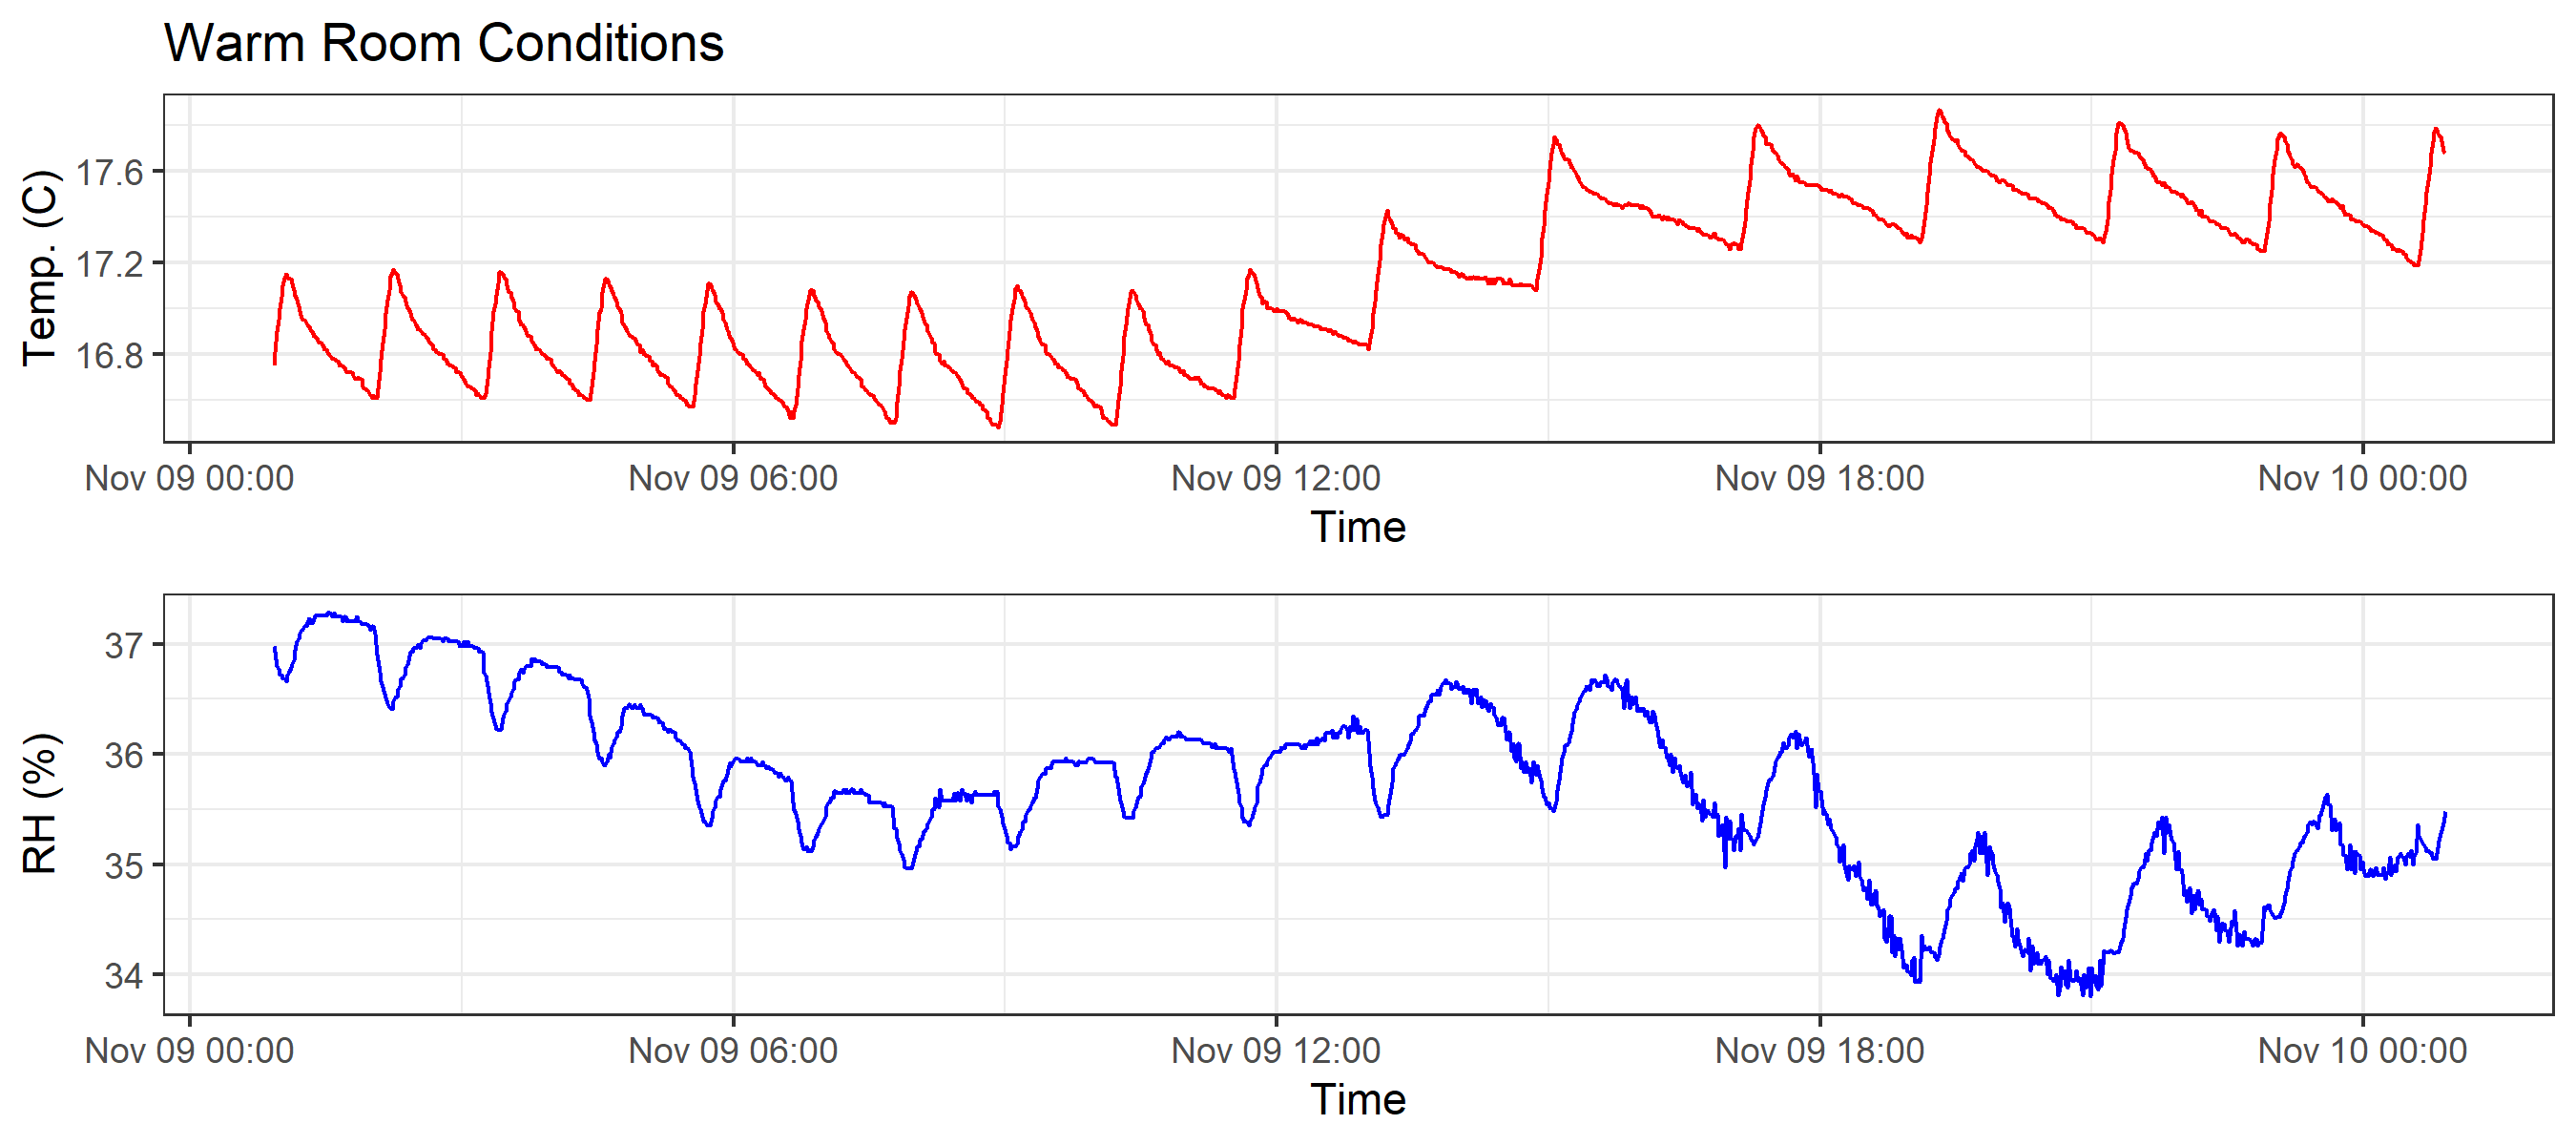 Warm Room Conditions
Temp. (C)
17.6
17.2
16.8
Nov 09 00:00 Nov 09 06:00 Nov 09 12:00 Nov 09 18:00 Nov 10 00:00
Time
RH (%)
37
36
35
34
Nov 09 00:00 Nov 09 06:00 Nov 09 12:00 Nov 09 18:00 Nov 10 00:00
Time